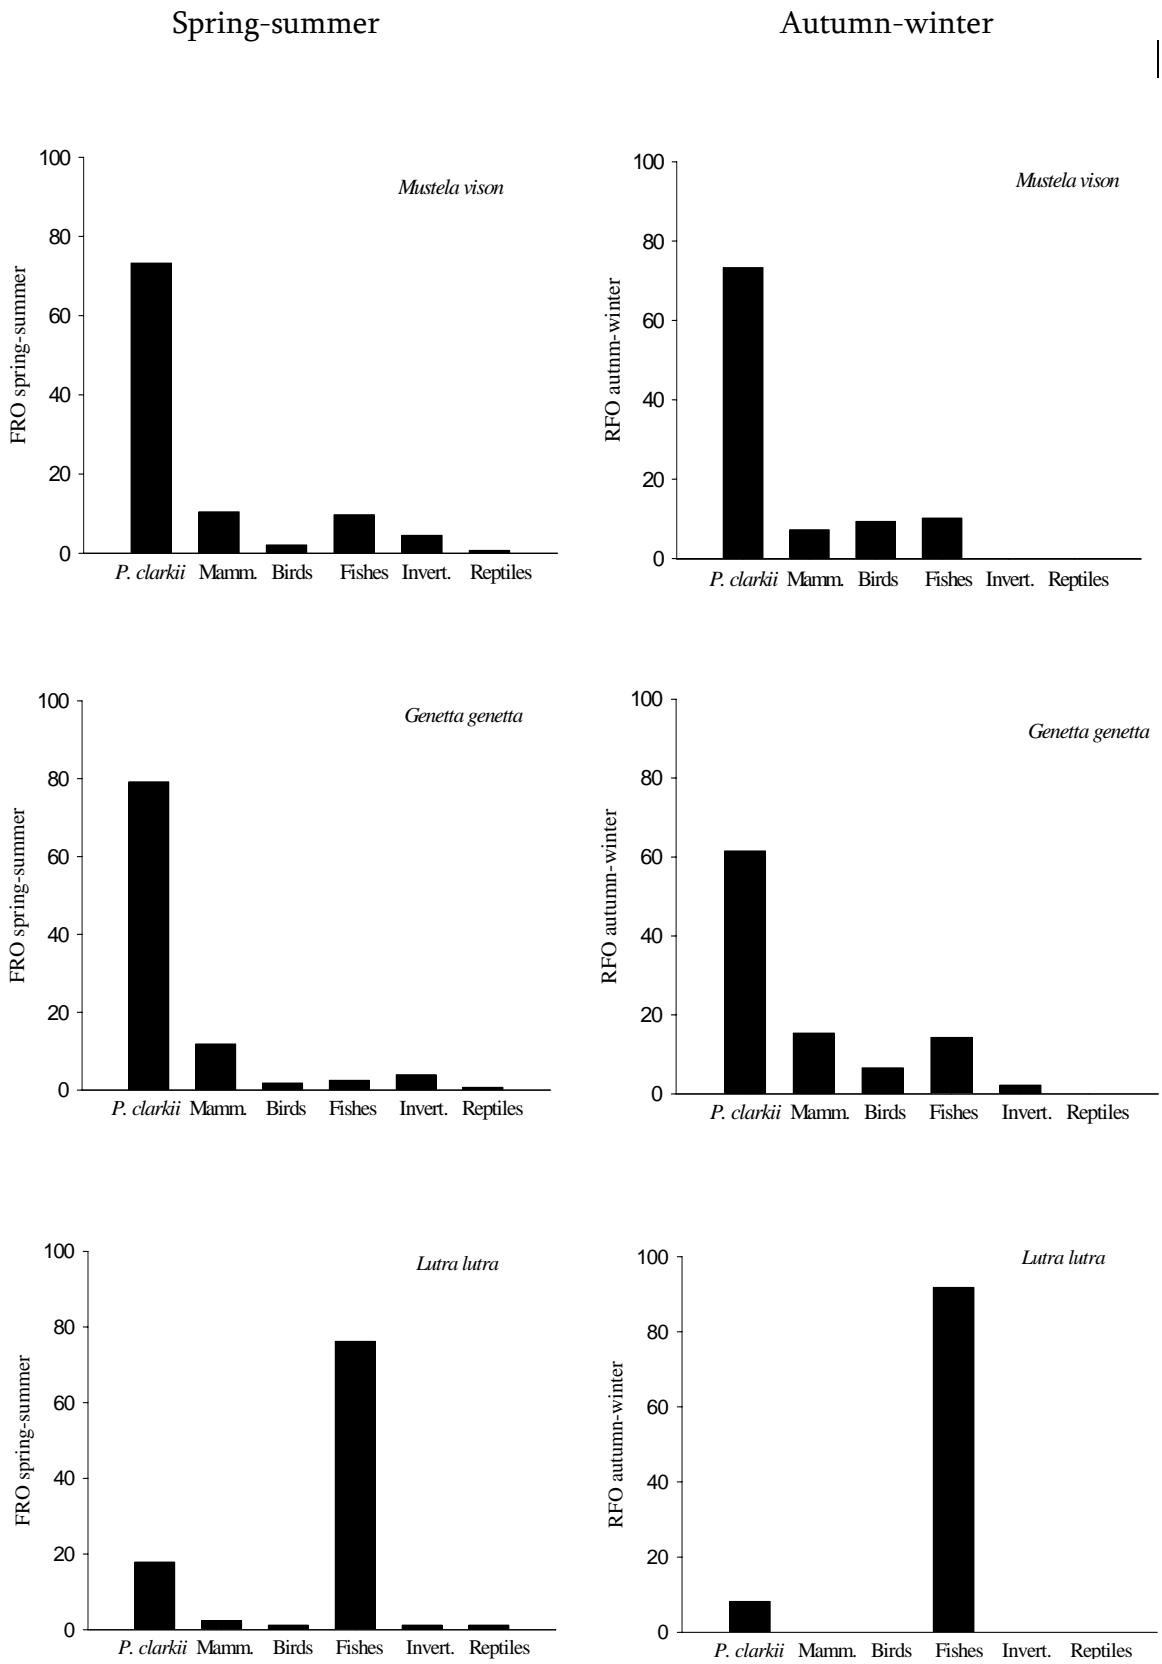 Spring-summer
Autumn-winter
100
80
60
40
20
0
FRO spring-summer
Mustela vison
P. clarkii Mamm. Birds Fishes Invert. Reptiles
100
80
60
40
20
0
RFO autnm-winter
Mustela vison
P. clarkii Mamm. Birds Fishes Invert. Reptiles
100
80
60
40
20
0
FRO spring-summer
Genetta genetta
P. clarkii Mamm. Birds Fishes Invert. Reptiles
100
80
60
40
20
0
RFO autumn-winter
Genetta genetta
P. clarkii Mamm. Birds Fishes Invert. Reptiles
100
80
60
40
20
0
FRO spring-summer
Lutra lutra
P. clarkii Mamm. Birds Fishes Invert. Reptiles
100
80
60
40
20
0
RFO autumn-winter
Lutra lutra
P. clarkii Mamm. Birds Fishes Invert. Reptiles